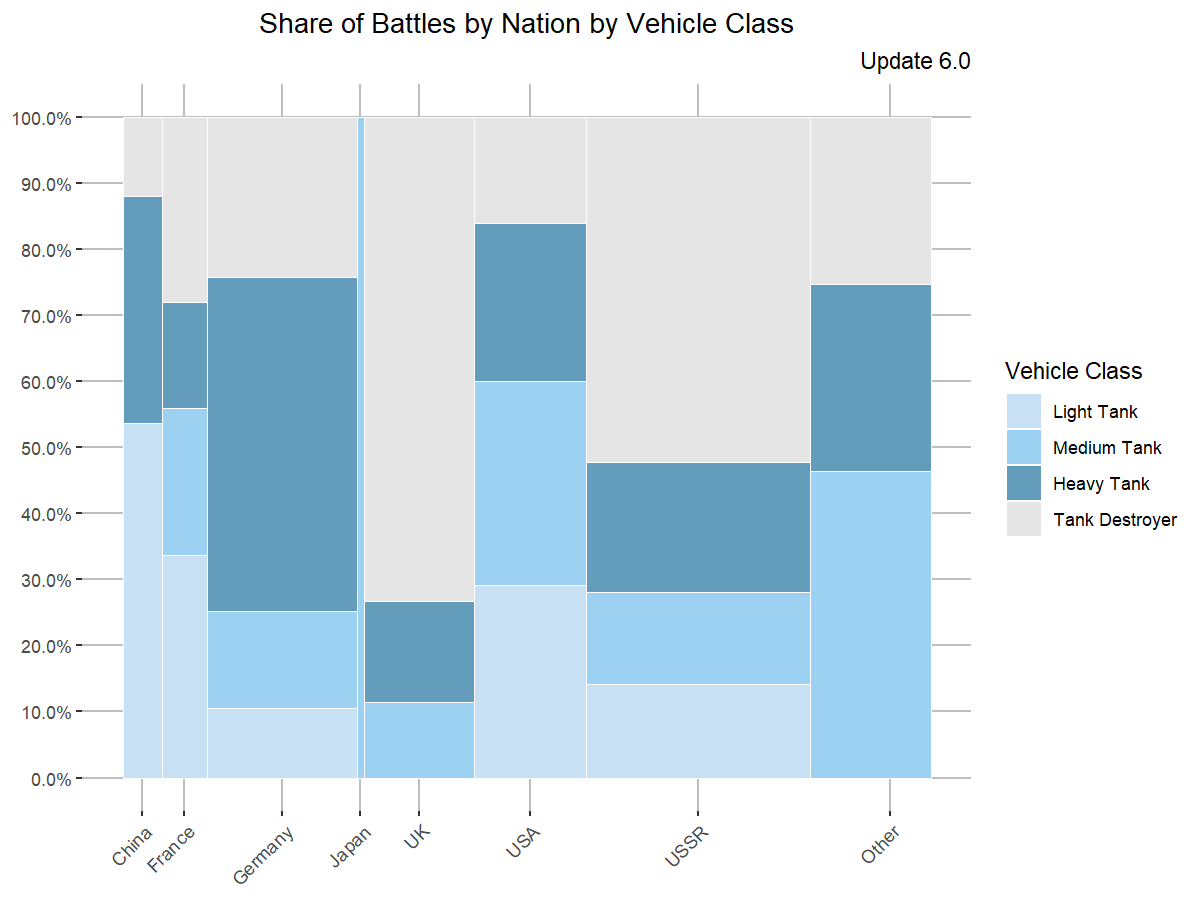 Share of Battles by Nation by Vehicle Class
Update 6.0
100.0%
90.0%
80.0%
70.0%
60.0%
50.0%
40.0%
30.0%
20.0%
10.0%
0.0%
China
France
Germany
Japan
UK
USA
USSR
Other
Vehicle Class
Light Tank
Medium Tank
Heavy Tank
Tank Destroyer